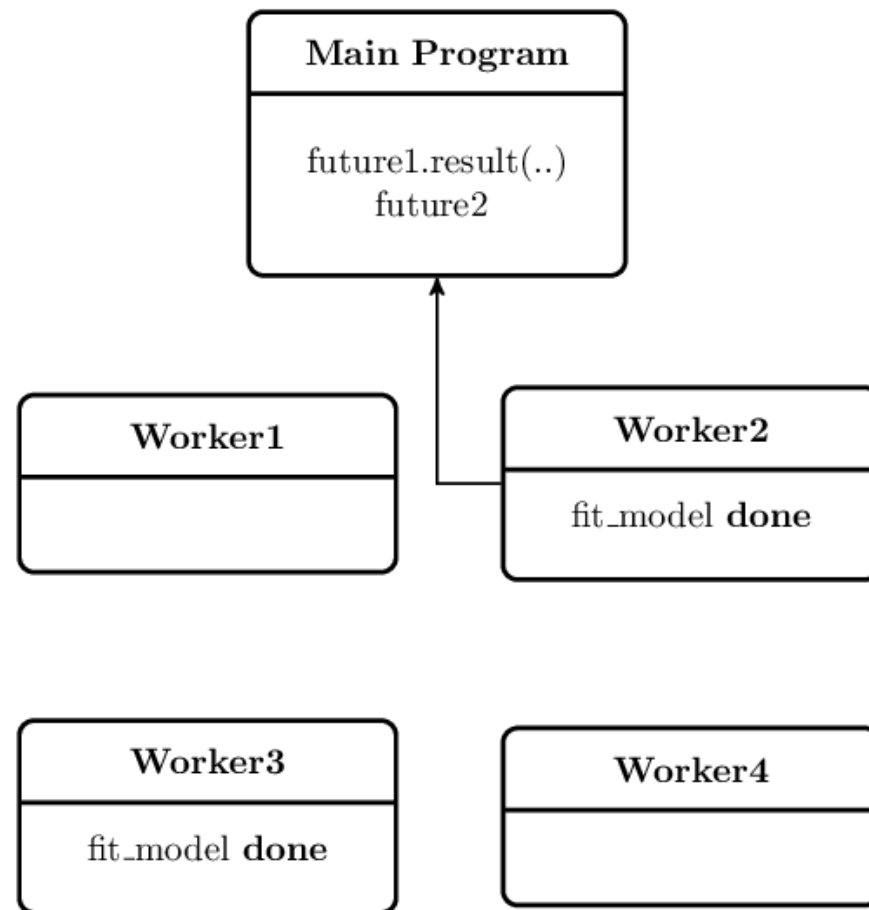 Main Program
future1.result(..)
future2
Worker1
Worker2
fit_model done
Worker3
fit_model done
Worker4